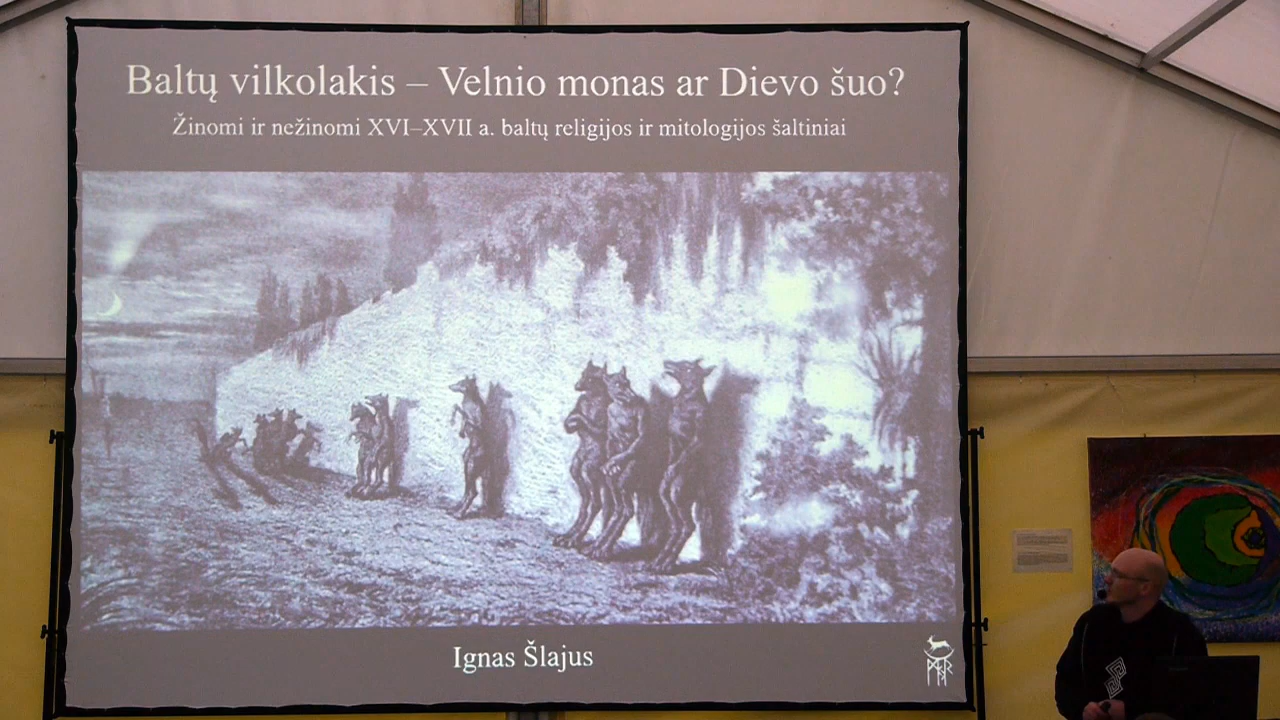 Baltų vilkolakis – Velnio monas ar Dievo šuo?
Žinomi ir nežinomi XVI–XVII a. baltų religijos ir mitologijos šaltiniai
Ignas Šlajus